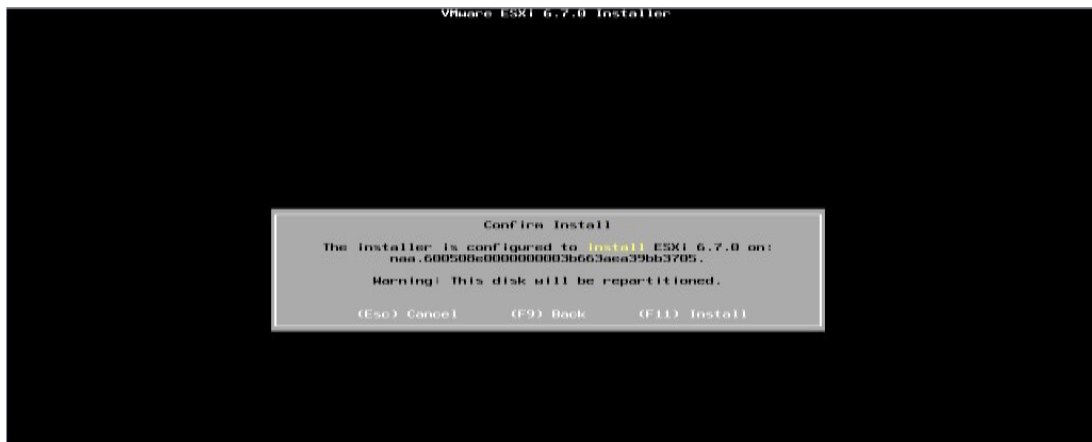 VMware ESXi 6.7.0 Installer
Confirm Install
The installer is configured to install ESXi 6.7.0 on:
naa.600508e0000000003b663aea39bb3705.
Warning: This disk will be repartitioned.
(Esc) Cancel (F9) Back (F11) Install